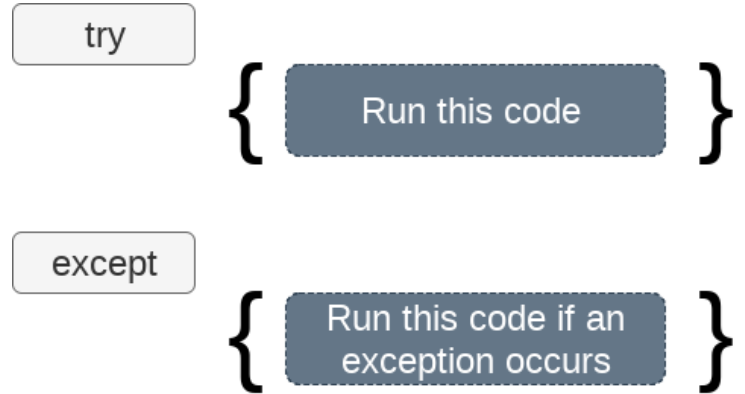 try
{ Run this code }
except
{ Run this code if an
exception occurs }